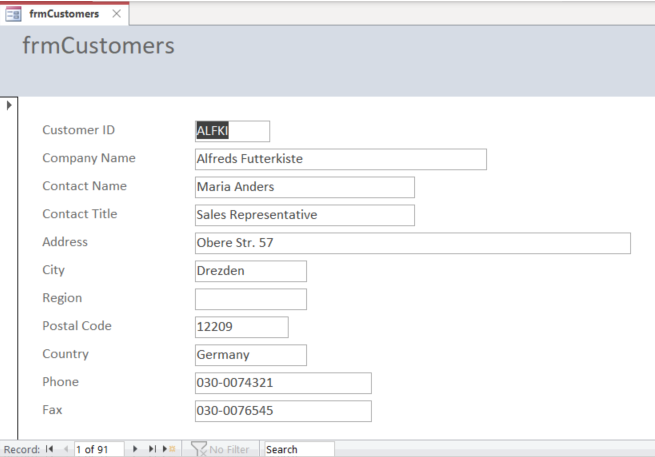 frmCustomers
frmCustomers
Customer ID ALFKI
Company Name Alfreds Futterkiste
Contact Name Maria Anders
Contact Title Sales Representative
Address Obere Str. 57
City Drezden
Region
Postal Code 12209
Country Germany
Phone 030-0074321
Fax 030-0076545
Record: 1 of 91 No Filter Search